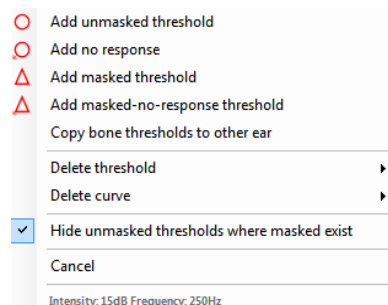 Add unmasked threshold
Add no response
Add masked threshold
Add masked-no-response threshold
Copy bone thresholds to other ear
Delete threshold
Delete curve
Hide unmasked thresholds where masked exist
Cancel
Intensity: 15dB Frequency: 250Hz